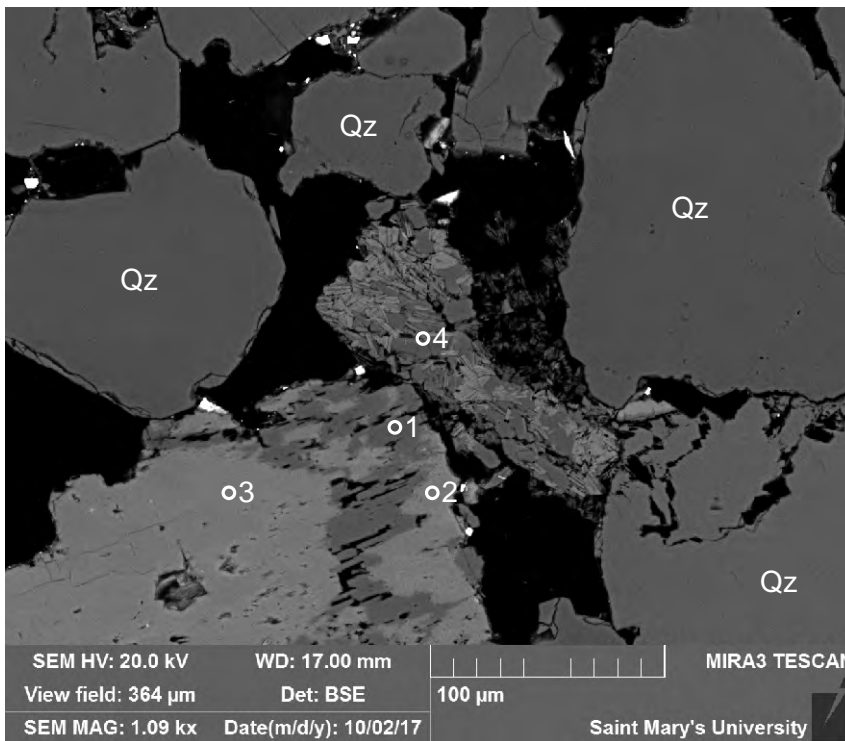 Qz
Qz
Qz
4
1
3
2
Qz
SEM HV: 20.0 kV
WD: 17.00 mm
MIRA3 TESCAN
View field: 364 µm
Det: BSE
100 µm
SEM MAG: 1.09 kx
Date(m/d/y): 10/02/17
Saint Mary's University